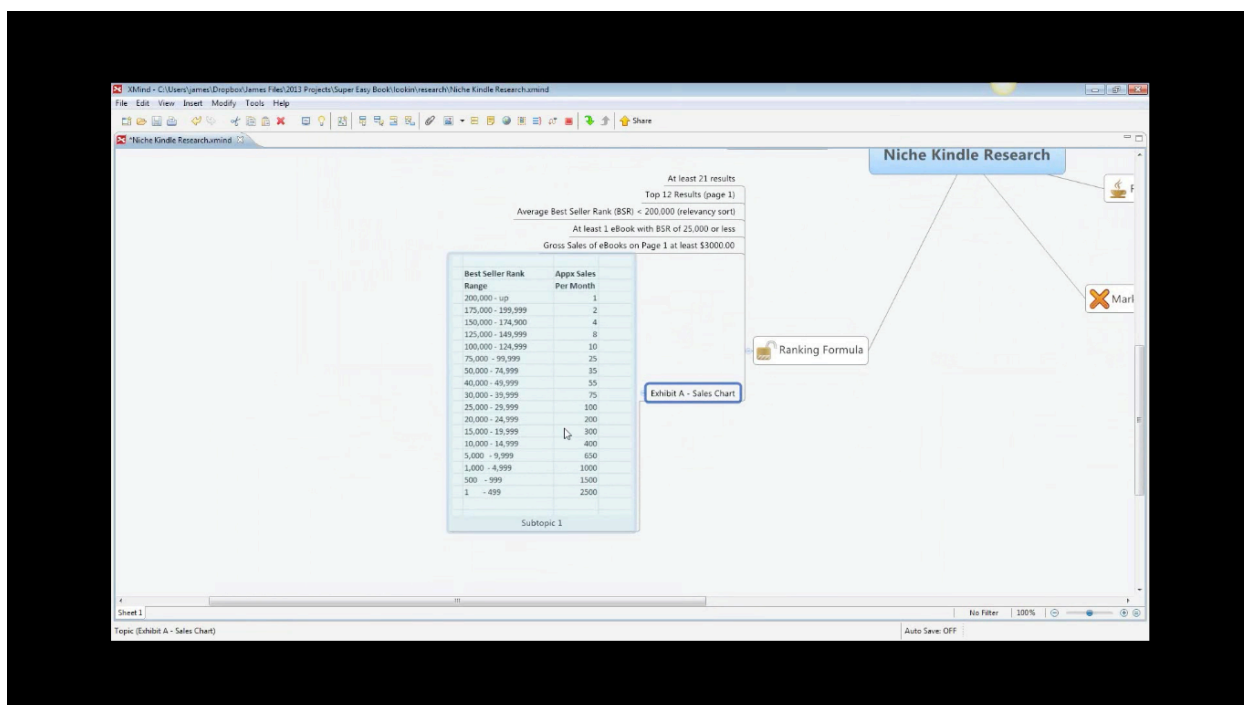 XMind - C:\Users\james\Dropbox\James Files\2013 Projects\Super Easy Book\lookin\research\Niche Kindle Research.xmind
File Edit View Insert Modify Tools Help
Share
*Niche Kindle Research.xmind
Niche Kindle Research
At least 21 results
Top 12 Results (page 1)
Average Best Seller Rank (BSR) < 200,000 (relevancy sort)
At least 1 eBook with BSR of 25,000 or less
Gross Sales of eBooks on Page 1 at least $3000.00
Best Seller Rank Appx Sales
Range Per Month
200,000 - up 1
175,000 - 199,999 2
150,000 - 174,900 4
125,000 - 149,999 8
100,000 - 124,999 10
75,000 - 99,999 25
50,000 - 74,999 35
40,000 - 49,999 55
30,000 - 39,999 75
25,000 - 29,999 100
20,000 - 24,999 200
15,000 - 19,999 300
10,000 - 14,999 400
5,000 - 9,999 650
1,000 - 4,999 1000
500 - 999 1500
1 - 499 2500
Subtopic 1
Exhibit A - Sales Chart
Ranking Formula
Mar
Sheet 1
No Filter 100%
Topic (Exhibit A - Sales Chart)
Auto Save: OFF